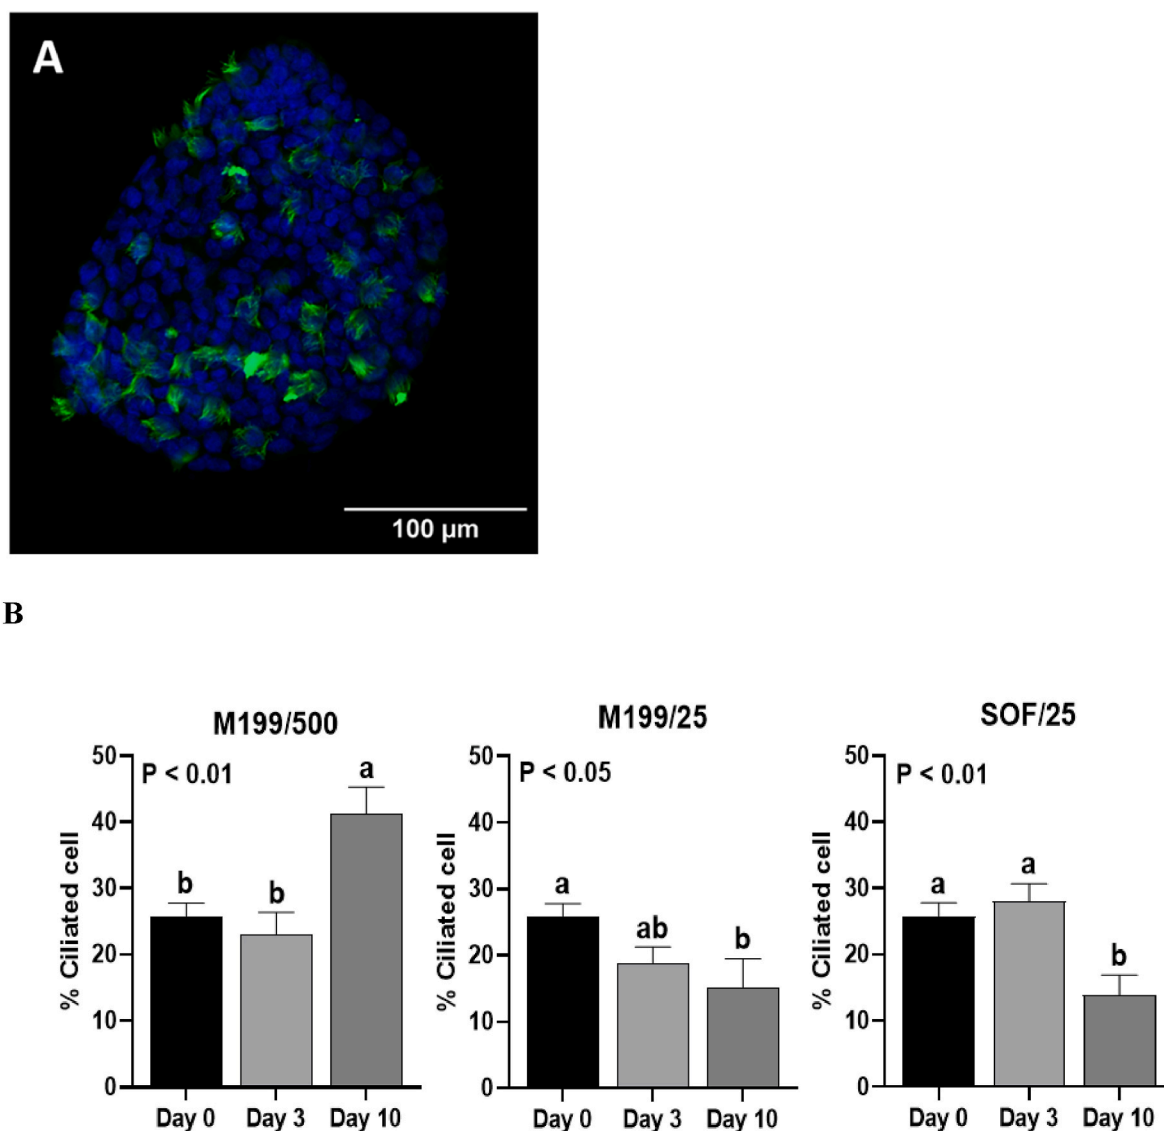 A
100 µm
B
M199/500
P < 0.01
% Ciliated cell
50
40
30
20
10
0
b
b
a
Day 0
Day 3
Day 10
M199/25
P < 0.05
% Ciliated cell
50
40
30
20
10
0
a
ab
b
Day 0
Day 3
Day 10
SOF/25
P < 0.01
% Ciliated cell
50
40
30
20
10
0
a
a
b
Day 0
Day 3
Day 10